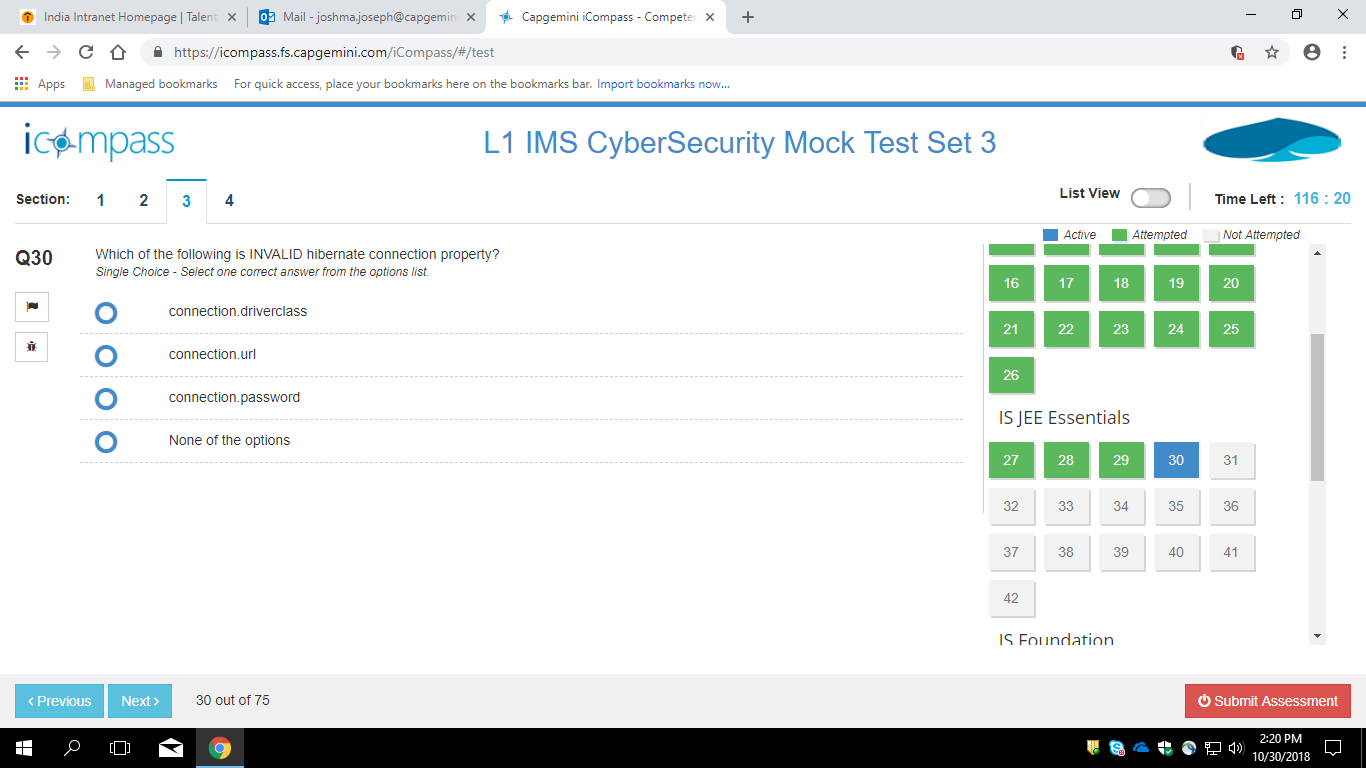 India Intranet Homepage | Talent
Mail - joshma.joseph@capgemin
Capgemini iCompass - Competen
https://icompass.fs.capgemini.com/iCompass/#/test
Apps
Managed bookmarks
For quick access, place your bookmarks here on the bookmarks bar. Import bookmarks now...
icompass
L1 IMS CyberSecurity Mock Test Set 3
Section: 1 2 3 4
List View
Time Left : 116 : 20
Active Attempted Not Attempted
Q30
Which of the following is INVALID hibernate connection property?
Single Choice - Select one correct answer from the options list.
connection.driverclass
connection.url
connection.password
None of the options
16 17 18 19 20
21 22 23 24 25
26
IS JEE Essentials
27 28 29 30 31
32 33 34 35 36
37 38 39 40 41
42
IS Foundation
‹ Previous
Next ›
30 out of 75
Submit Assessment
2:20 PM
10/30/2018